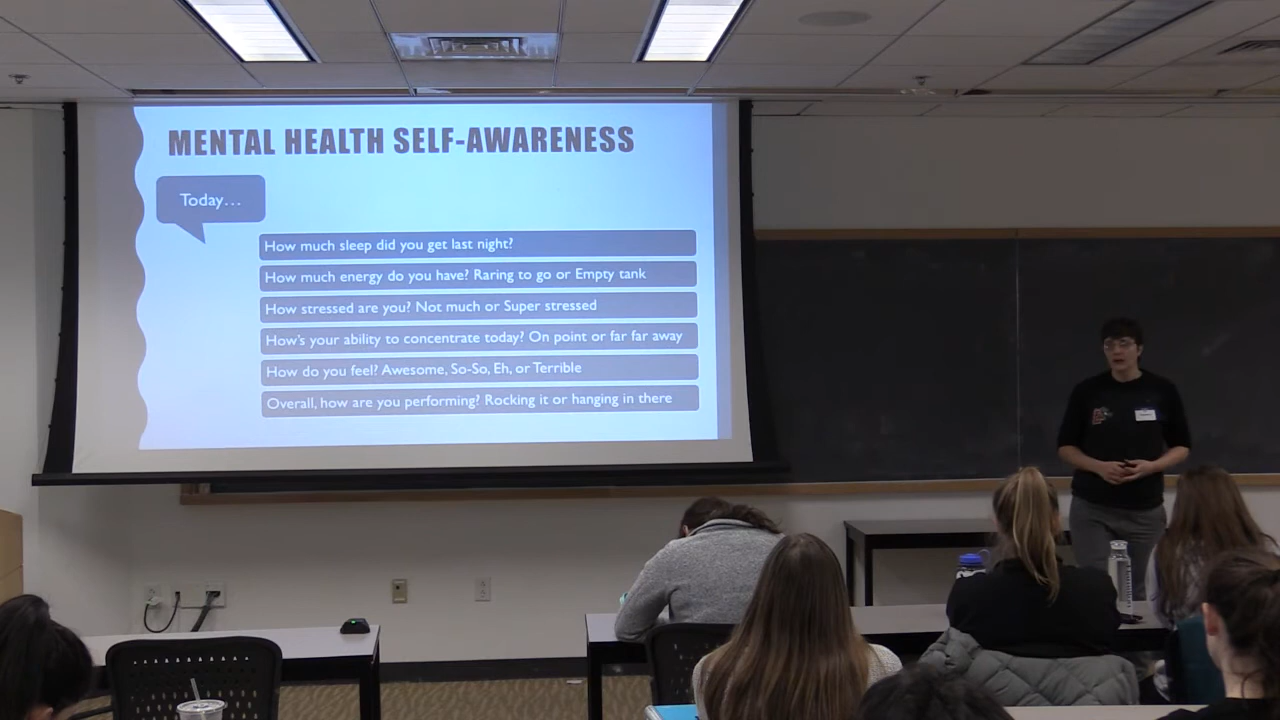 MENTAL HEALTH SELF-AWARENESS
Today…
How much sleep did you get last night?
How much energy do you have? Raring to go or Empty tank
How stressed are you? Not much or Super stressed
How's your ability to concentrate today? On point or far far away
How do you feel? Awesome, So-So, Eh, or Terrible
Overall, how are you performing? Rocking it or hanging in there